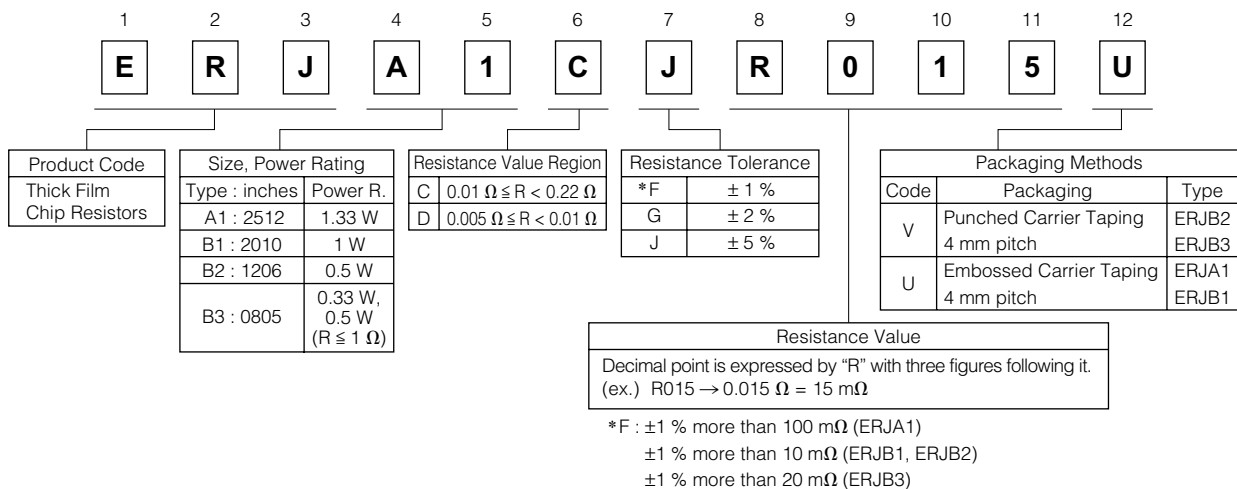 1 2 3 4 5 6 7 8 9 10 11 12
E R J A 1 C J R 0 1 5 U
Product Code
Thick Film
Chip Resistors
Size, Power Rating
Type : inches Power R.
A1 : 2512 1.33 W
B1 : 2010 1 W
B2 : 1206 0.5 W
B3 : 0805 0.33 W,
0.5 W
(R ≦ 1 Ω)
Resistance Value Region
C 0.01 Ω ≦ R < 0.22 Ω
D 0.005 Ω ≦ R < 0.01 Ω
Resistance Tolerance
*F ± 1 %
G ± 2 %
J ± 5 %
Packaging Methods
Code Packaging Type
V Punched Carrier Taping ERJB2
4 mm pitch ERJB3
U Embossed Carrier Taping ERJA1
4 mm pitch ERJB1
Resistance Value
Decimal point is expressed by “R” with three figures following it.
(ex.) R015 → 0.015 Ω = 15 mΩ
*F : ±1 % more than 100 mΩ (ERJA1)
±1 % more than 10 mΩ (ERJB1, ERJB2)
±1 % more than 20 mΩ (ERJB3)